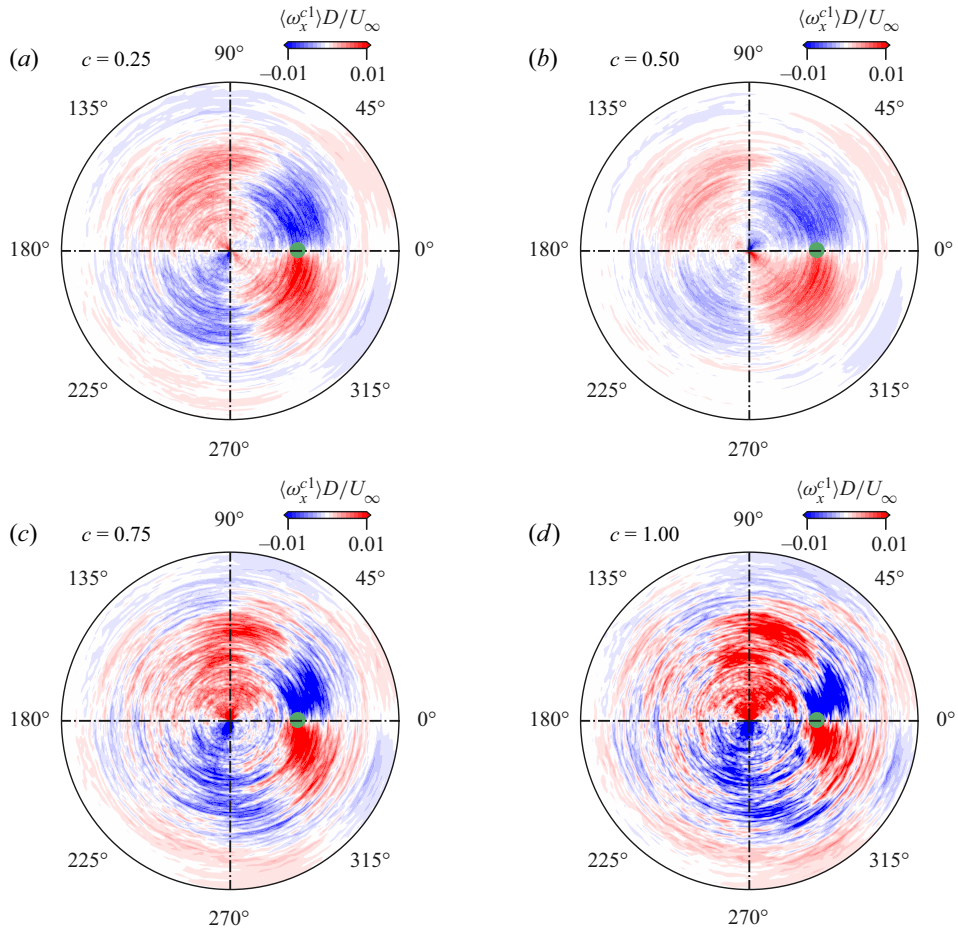 ⟨ω_x^{c1}⟩D/U_∞
(a) c = 0.25 90° −0.01 0.01
135° 45°
180° 0°
225° 315°
270°
⟨ω_x^{c1}⟩D/U_∞
(b) c = 0.50 90° −0.01 0.01
135° 45°
180° 0°
225° 315°
270°
⟨ω_x^{c1}⟩D/U_∞
(c) c = 0.75 90° −0.01 0.01
135° 45°
180° 0°
225° 315°
270°
⟨ω_x^{c1}⟩D/U_∞
(d) c = 1.00 90° −0.01 0.01
135° 45°
180° 0°
225° 315°
270°